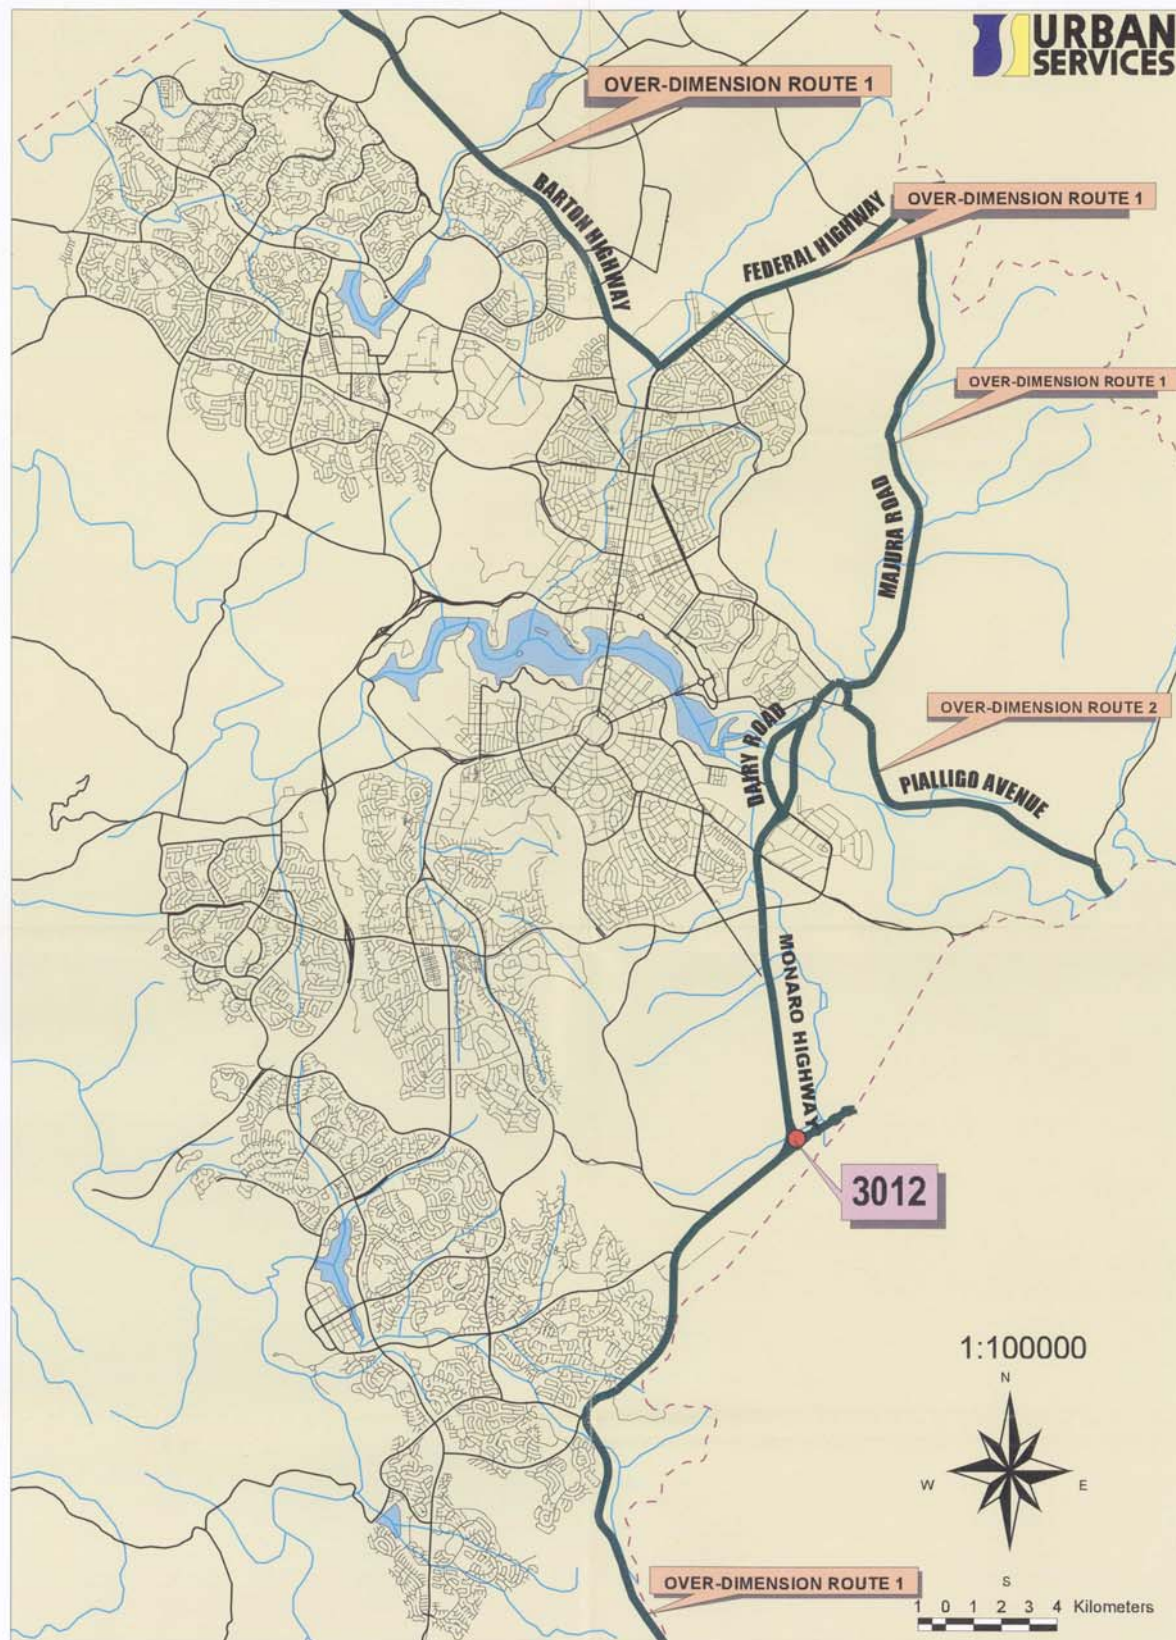 URBAN
SERVICES
OVER-DIMENSION ROUTE 1
BARTON HIGHWAY
OVER-DIMENSION ROUTE 1
FEDERAL HIGHWAY
OVER-DIMENSION ROUTE 1
MAJURA ROAD
OVER-DIMENSION ROUTE 2
DAIRY ROAD
PIALLIGO AVENUE
MONARO HIGHWAY
3012
1:100000
N
W
E
S
OVER-DIMENSION ROUTE 1
1 0 1 2 3 4 Kilometers